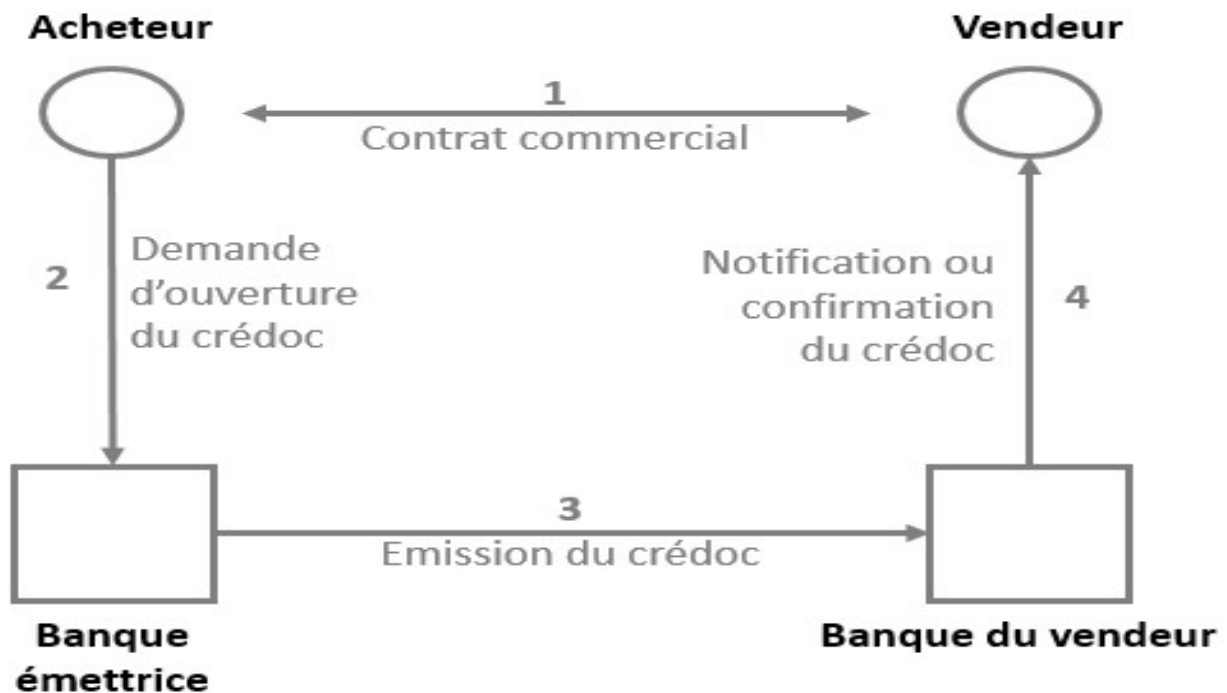 Acheteur
Vendeur
1
Contrat commercial
2
Demande
d'ouverture
du crédoc
Notification ou
confirmation
du crédoc
4
3
Emission du crédoc
Banque
émettrice
Banque du vendeur